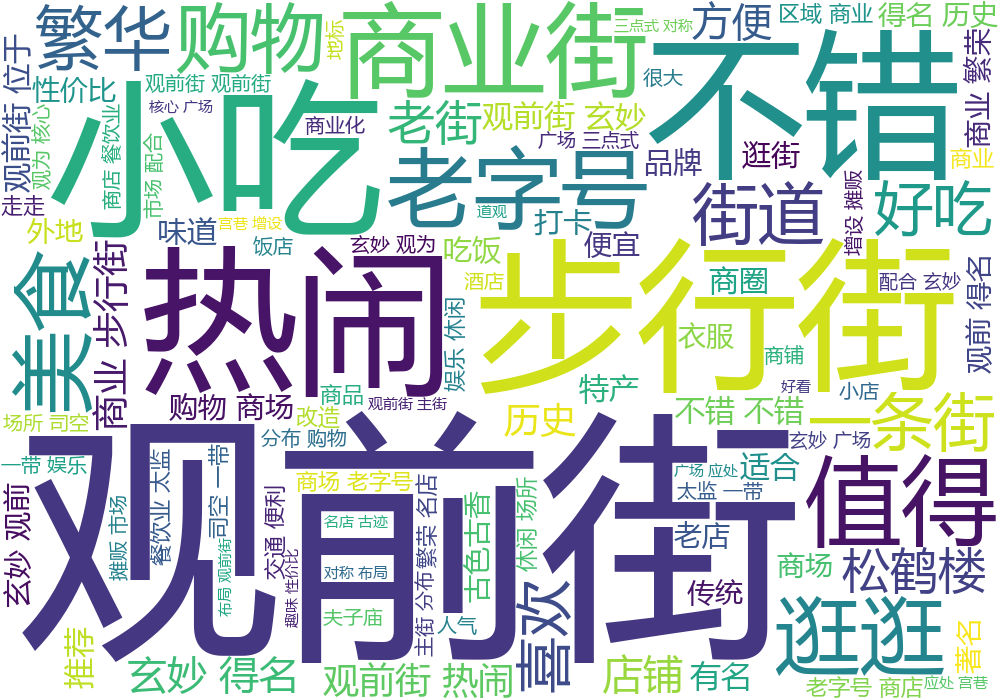 繁华
购物
地标
商业街
三点式 对称
方便
区域 商业
得名 历史
不错
观前街 位于
性价比
观前街 观前街
核心 广场
小吃
商业化
老街
观前街 玄妙
广场 三点式
很大
品牌
逛街
商业 繁荣
商业
观为 核心
商店 餐饮业
市场 配合
老字号
街道
增设 摊贩
好吃
走走
外地
味道
宫巷 增设
饭店
玄妙 观为
道观
打卡
吃饭
便宜
美食
商业 步行街
热闹
酒店
娱乐 休闲
步行街
商圈
衣服
商铺
配合 玄妙
观前 得名
好看
小店
特产
购物 商场
商品
改造
观前街 主街
场所 司空
分布 购物
历史
不错 不错
一条街
玄妙 广场
一带 娱乐
观前街
商场 老字号
广场 应处
适合
太监 一带
值得
玄妙 观前
摊贩 市场
餐饮业 太监
司空 一带
布局 观前街
交通 便利
趣味 性价比
名店 古迹
对称 布局
夫子庙
主街 分布
繁荣 名店
人气
古色古香
休闲 场所
喜欢
老店
传统
商场
松鹤楼
推荐
玄妙 得名
观前街 热闹
店铺
有名
逛逛
著名
老字号 商店
应处 宫巷